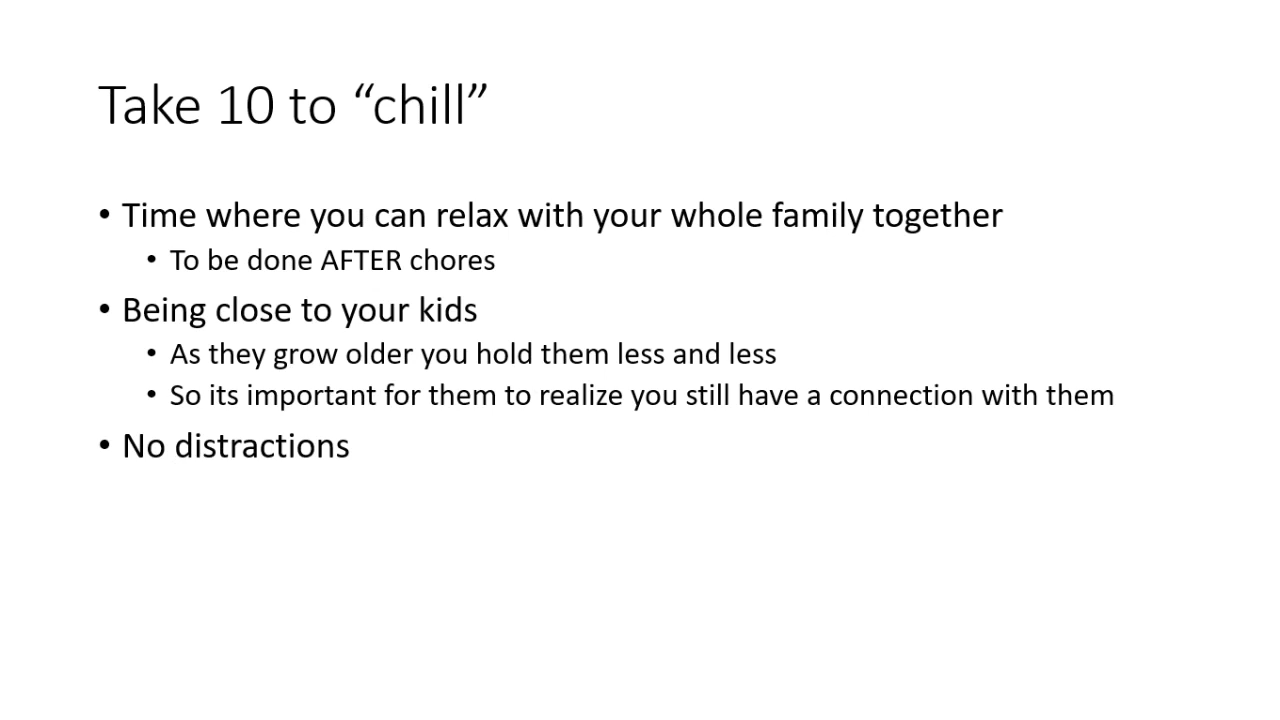 Take 10 to “chill”
• Time where you can relax with your whole family together
• To be done AFTER chores
• Being close to your kids
• As they grow older you hold them less and less
• So its important for them to realize you still have a connection with them
• No distractions